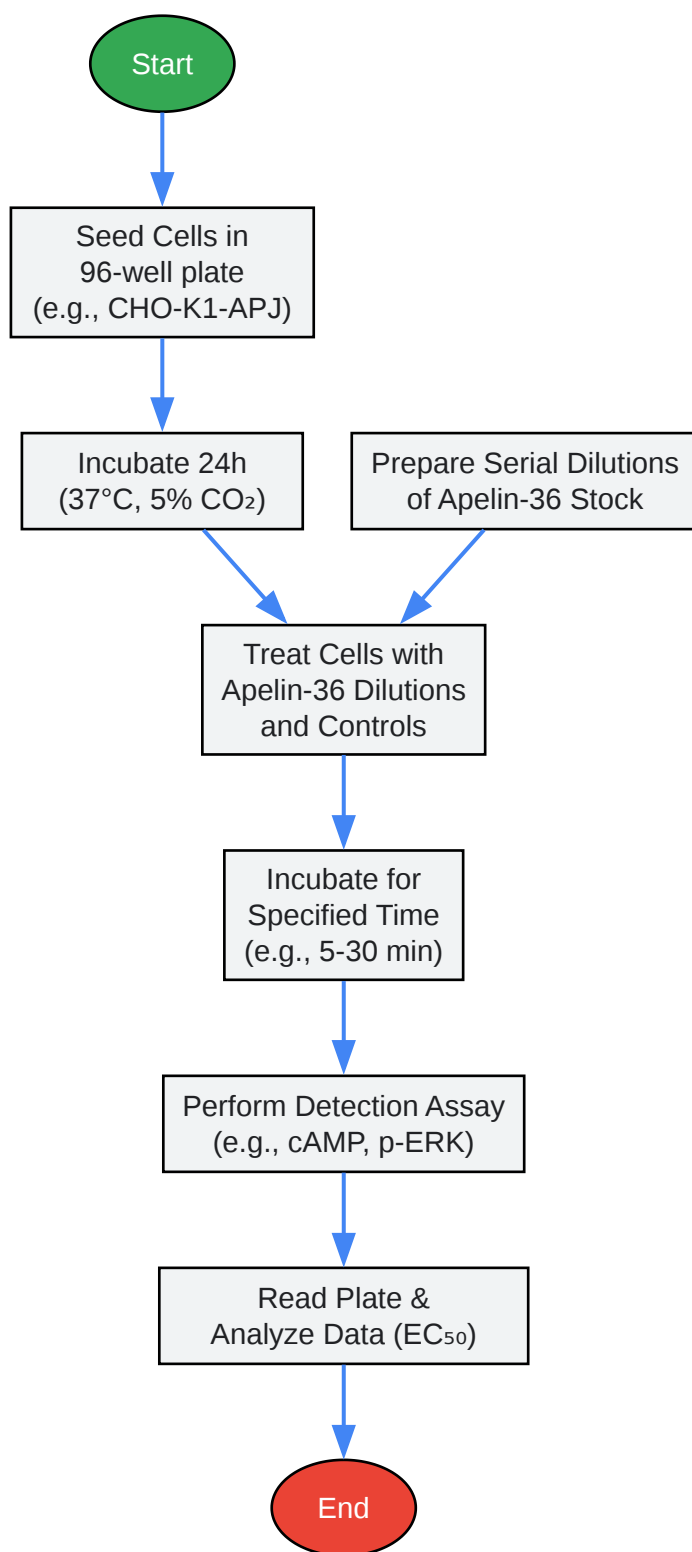 Start
Seed Cells in
96-well plate
(e.g., CHO-K1-APJ)
Incubate 24h
(37°C, 5% CO₂)
Prepare Serial Dilutions
of Apelin-36 Stock
Treat Cells with
Apelin-36 Dilutions
and Controls
Incubate for
Specified Time
(e.g., 5-30 min)
Perform Detection Assay
(e.g., cAMP, p-ERK)
Read Plate &
Analyze Data (EC₅₀)
End